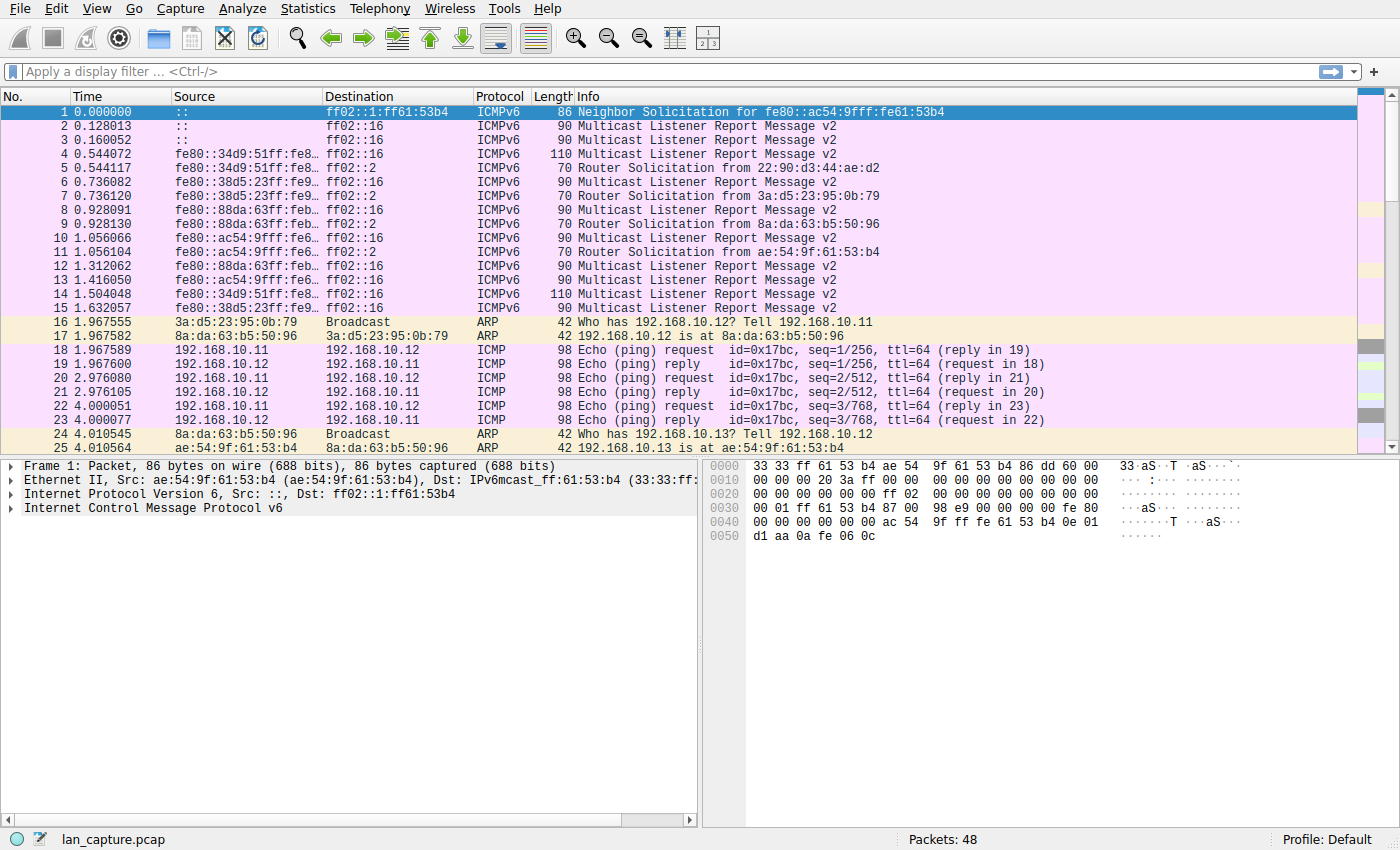 File Edit View Go Capture Analyze Statistics Telephony Wireless Tools Help
Apply a display filter … <Ctrl-/>
No. Time Source Destination Protocol Length Info
1 0.000000 :: ff02::1:ff61:53b4 ICMPv6 86 Neighbor Solicitation for fe80::ac54:9fff:fe61:53b4
2 0.128013 :: ff02::16 ICMPv6 90 Multicast Listener Report Message v2
3 0.160052 :: ff02::16 ICMPv6 90 Multicast Listener Report Message v2
4 0.544072 fe80::34d9:51ff:fe8… ff02::16 ICMPv6 110 Multicast Listener Report Message v2
5 0.544117 fe80::34d9:51ff:fe8… ff02::2 ICMPv6 70 Router Solicitation from 22:90:d3:44:ae:d2
6 0.736082 fe80::38d5:23ff:fe9… ff02::16 ICMPv6 90 Multicast Listener Report Message v2
7 0.736120 fe80::38d5:23ff:fe9… ff02::2 ICMPv6 70 Router Solicitation from 3a:d5:23:95:0b:79
8 0.928091 fe80::88da:63ff:feb… ff02::16 ICMPv6 90 Multicast Listener Report Message v2
9 0.928130 fe80::88da:63ff:feb… ff02::2 ICMPv6 70 Router Solicitation from 8a:da:63:b5:50:96
10 1.056066 fe80::ac54:9fff:fe6… ff02::16 ICMPv6 90 Multicast Listener Report Message v2
11 1.056104 fe80::ac54:9fff:fe6… ff02::2 ICMPv6 70 Router Solicitation from ae:54:9f:61:53:b4
12 1.312062 fe80::88da:63ff:feb… ff02::16 ICMPv6 90 Multicast Listener Report Message v2
13 1.416050 fe80::ac54:9fff:fe6… ff02::16 ICMPv6 90 Multicast Listener Report Message v2
14 1.504048 fe80::34d9:51ff:fe8… ff02::16 ICMPv6 110 Multicast Listener Report Message v2
15 1.632057 fe80::38d5:23ff:fe9… ff02::16 ICMPv6 90 Multicast Listener Report Message v2
16 1.967555 3a:d5:23:95:0b:79 Broadcast ARP 42 Who has 192.168.10.12? Tell 192.168.10.11
17 1.967582 8a:da:63:b5:50:96 3a:d5:23:95:0b:79 ARP 42 192.168.10.12 is at 8a:da:63:b5:50:96
18 1.967589 192.168.10.11 192.168.10.12 ICMP 98 Echo (ping) request id=0x17bc, seq=1/256, ttl=64 (reply in 19)
19 1.967600 192.168.10.12 192.168.10.11 ICMP 98 Echo (ping) reply id=0x17bc, seq=1/256, ttl=64 (request in 18)
20 2.976080 192.168.10.11 192.168.10.12 ICMP 98 Echo (ping) request id=0x17bc, seq=2/512, ttl=64 (reply in 21)
21 2.976105 192.168.10.12 192.168.10.11 ICMP 98 Echo (ping) reply id=0x17bc, seq=2/512, ttl=64 (request in 20)
22 4.000051 192.168.10.11 192.168.10.12 ICMP 98 Echo (ping) request id=0x17bc, seq=3/768, ttl=64 (reply in 23)
23 4.000077 192.168.10.12 192.168.10.11 ICMP 98 Echo (ping) reply id=0x17bc, seq=3/768, ttl=64 (request in 22)
24 4.010545 8a:da:63:b5:50:96 Broadcast ARP 42 Who has 192.168.10.13? Tell 192.168.10.12
25 4.010564 ae:54:9f:61:53:b4 8a:da:63:b5:50:96 ARP 42 192.168.10.13 is at ae:54:9f:61:53:b4
Frame 1: Packet, 86 bytes on wire (688 bits), 86 bytes captured (688 bits)
Ethernet II, Src: ae:54:9f:61:53:b4 (ae:54:9f:61:53:b4), Dst: IPv6mcast_ff:61:53:b4 (33:33:ff:
Internet Protocol Version 6, Src: ::, Dst: ff02::1:ff61:53b4
Internet Control Message Protocol v6
0000 33 33 ff 61 53 b4 ae 54 9f 61 53 b4 86 dd 60 00 33·aS··T ·aS···`·
0010 00 00 00 20 3a ff 00 00 00 00 00 00 00 00 00 00 ··· :··· ········
0020 00 00 00 00 00 00 ff 02 00 00 00 00 00 00 00 00 ········ ········
0030 00 01 ff 61 53 b4 87 00 98 e9 00 00 00 00 fe 80 ···aS··· ········
0040 00 00 00 00 00 00 ac 54 9f ff fe 61 53 b4 0e 01 ·······T ···aS···
0050 d1 aa 0a fe 06 0c ······
lan_capture.pcap Packets: 48 Profile: Default